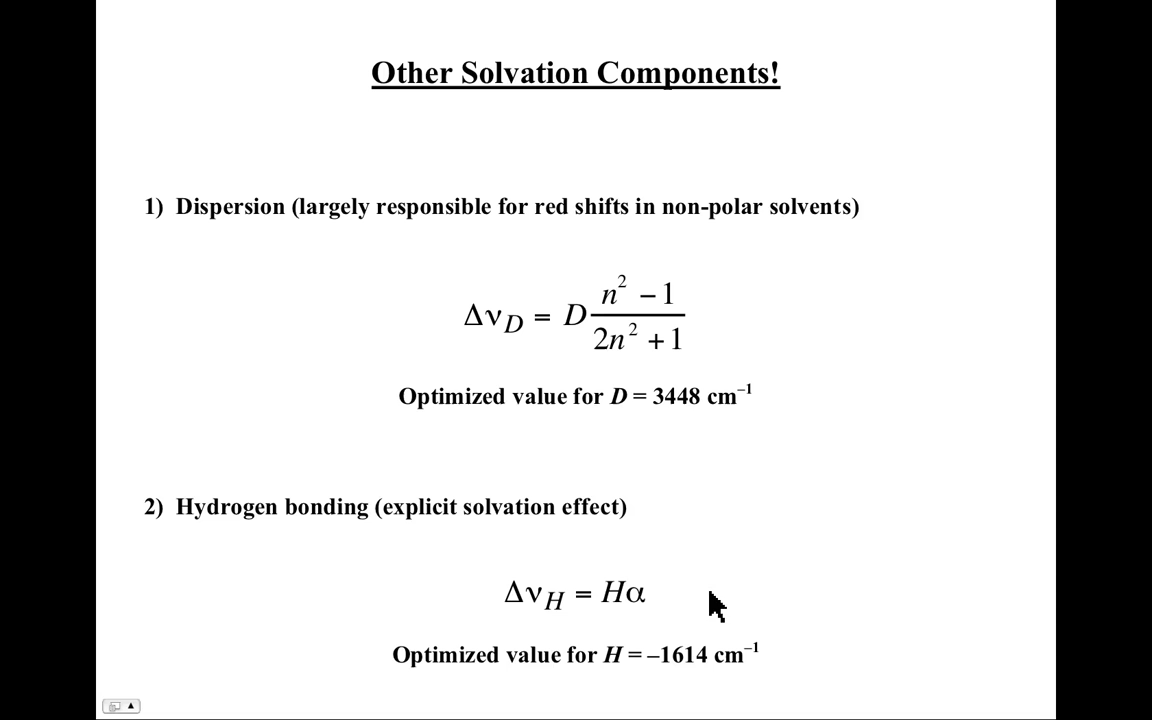 Other Solvation Components!
1) Dispersion (largely responsible for red shifts in non-polar solvents)
Δν_D = D (n² − 1)/(2n² + 1)
Optimized value for D = 3448 cm⁻¹
2) Hydrogen bonding (explicit solvation effect)
Δν_H = Hα
Optimized value for H = –1614 cm⁻¹